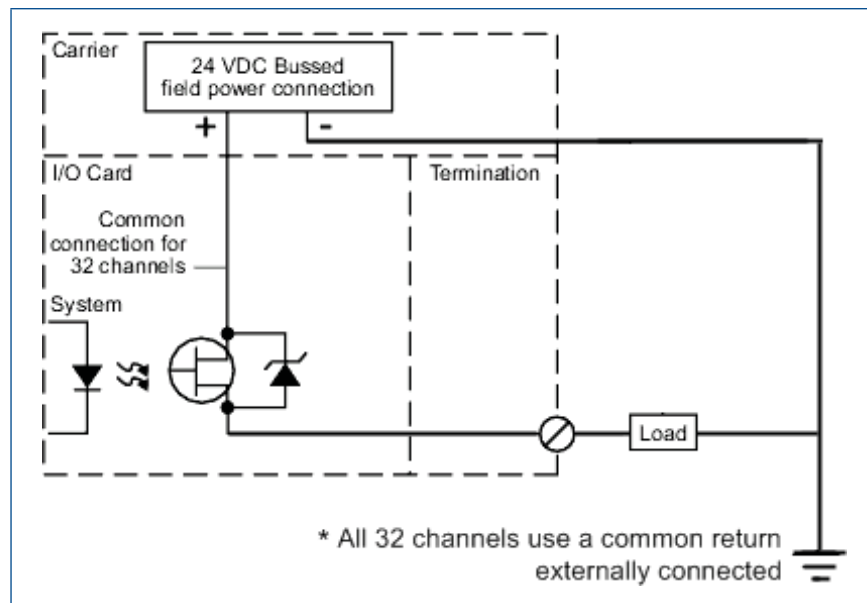 Carrier
24 VDC Bussed
field power connection
+
-
I/O Card
Termination
Common
connection for
32 channels
System
Load
* All 32 channels use a common return
externally connected